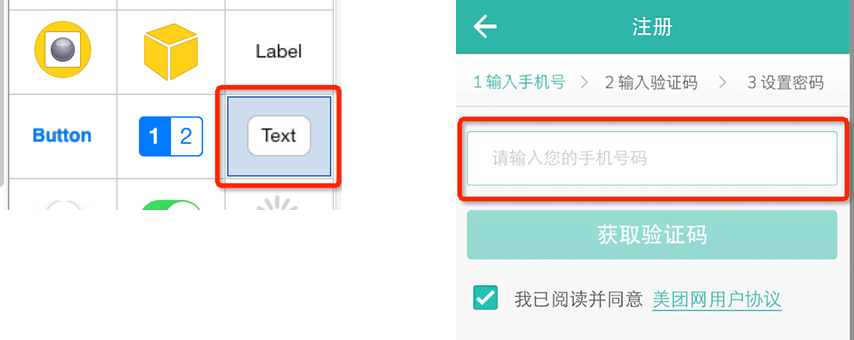 Label
Button
1 2
Text
注册
1 输入手机号 > 2 输入验证码 > 3 设置密码
请输入您的手机号码
获取验证码
我已阅读并同意 美团网用户协议